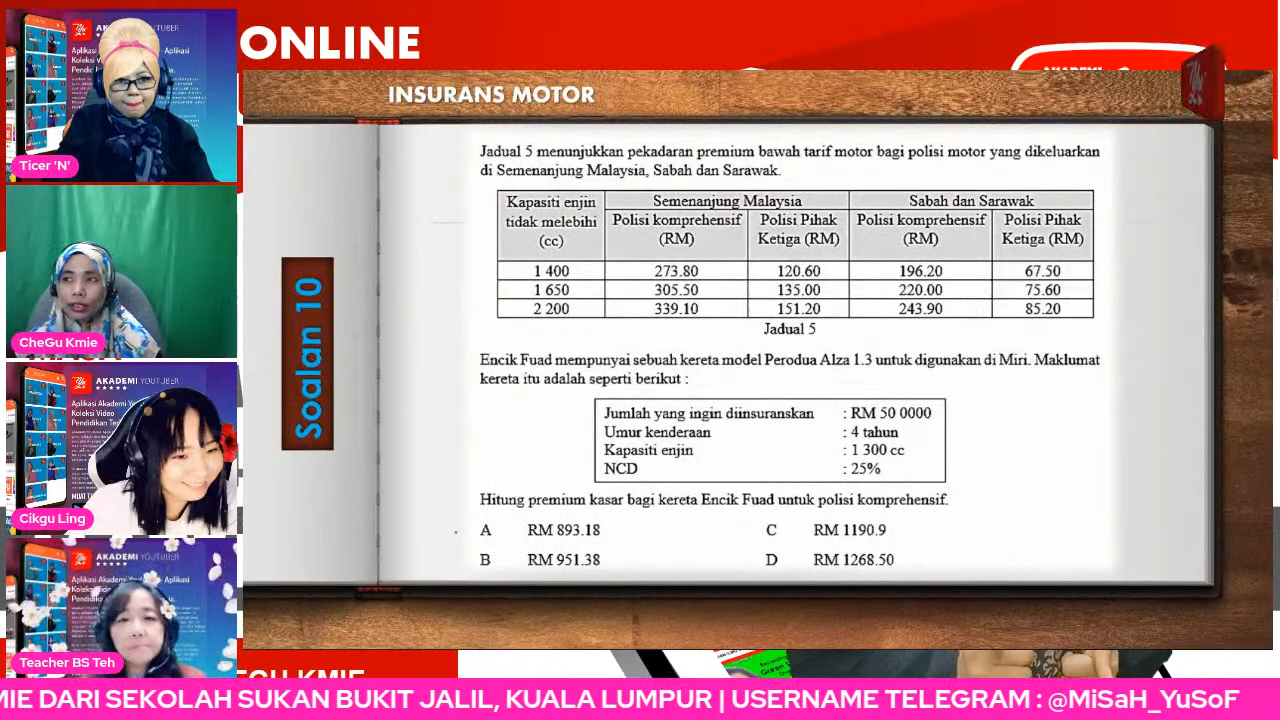 ONLINE
AKADEMI
INSURANS MOTOR
Soalan 10
Jadual 5 menunjukkan pekadaran premium bawah tarif motor bagi polisi motor yang dikeluarkan
di Semenanjung Malaysia, Sabah dan Sarawak.
Kapasiti enjin tidak melebihi (cc) Semenanjung Malaysia Sabah dan Sarawak
Polisi komprehensif (RM) Polisi Pihak Ketiga (RM) Polisi komprehensif (RM) Polisi Pihak Ketiga (RM)
1 400 273.80 120.60 196.20 67.50
1 650 305.50 135.00 220.00 75.60
2 200 339.10 151.20 243.90 85.20
Jadual 5
Encik Fuad mempunyai sebuah kereta model Perodua Alza 1.3 untuk digunakan di Miri. Maklumat
kereta itu adalah seperti berikut :
Jumlah yang ingin diinsuranskan : RM 50 0000
Umur kenderaan : 4 tahun
Kapasiti enjin : 1 300 cc
NCD : 25%
Hitung premium kasar bagi kereta Encik Fuad untuk polisi komprehensif.
A RM 893.18 C RM 1190.9
B RM 951.38 D RM 1268.50
Ticer 'N'
CheGu Kmie
AKADEMI YOUTUBER
Cikgu Ling
AKADEMI YOUTUBER
Teacher BS Teh
MIE DARI SEKOLAH SUKAN BUKIT JALIL, KUALA LUMPUR | USERNAME TELEGRAM : @MiSaH_YuSoF